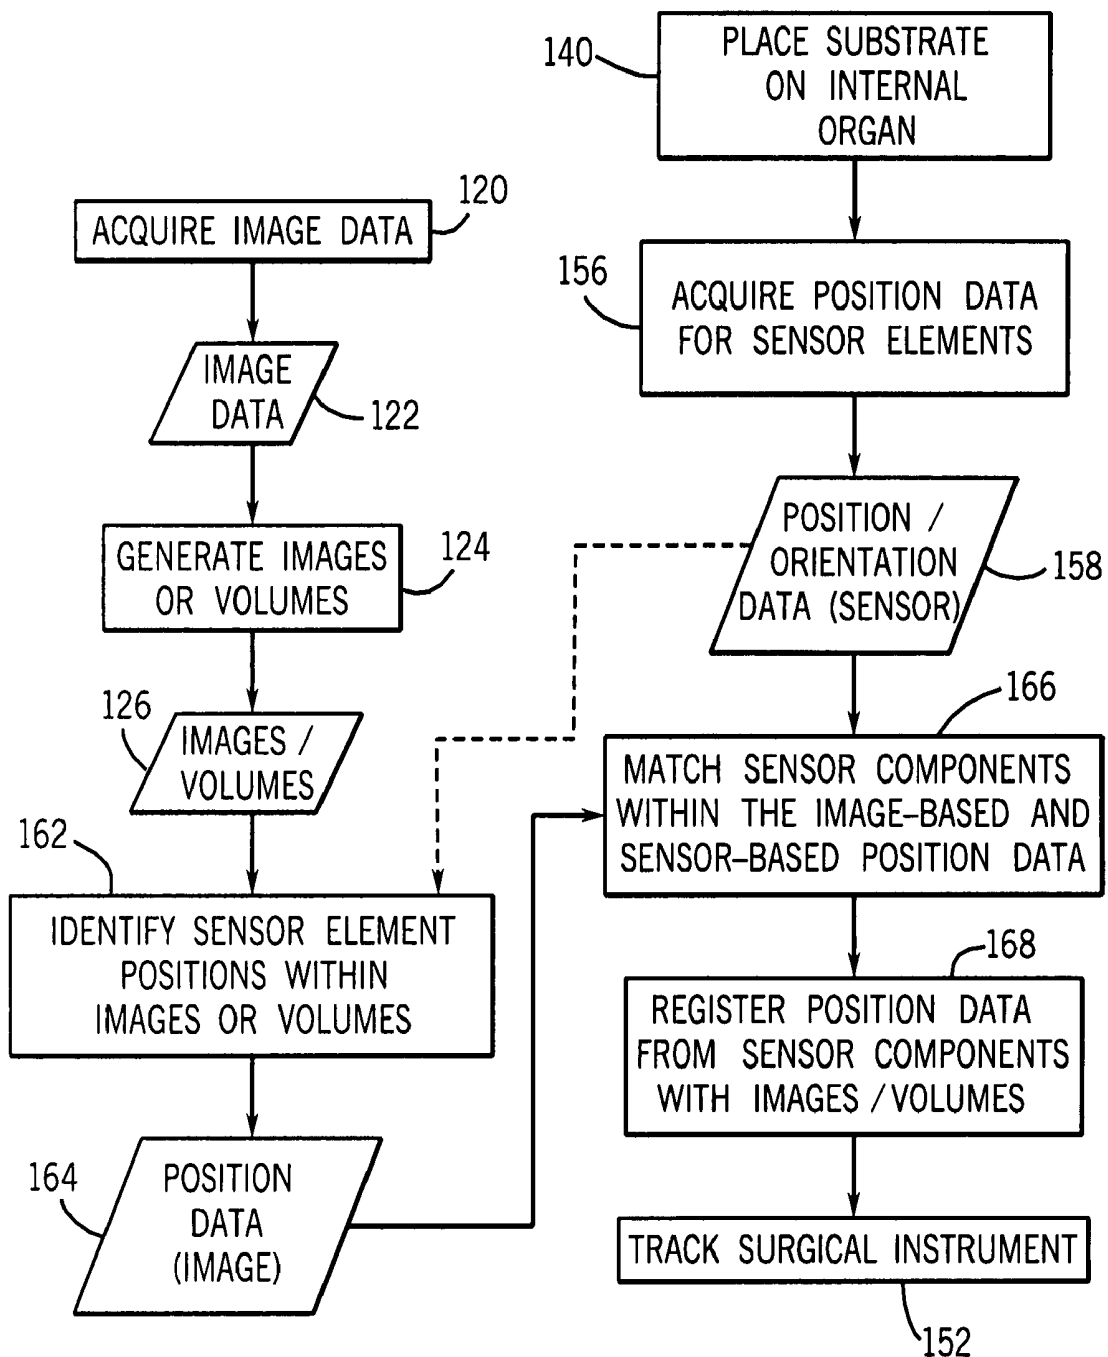 PLACE SUBSTRATE
ON INTERNAL
ORGAN
140
ACQUIRE IMAGE DATA
120
ACQUIRE POSITION DATA
FOR SENSOR ELEMENTS
156
IMAGE
DATA
122
POSITION /
ORIENTATION
DATA (SENSOR)
158
GENERATE IMAGES
OR VOLUMES
124
IMAGES /
VOLUMES
126
MATCH SENSOR COMPONENTS
WITHIN THE IMAGE-BASED AND
SENSOR-BASED POSITION DATA
166
IDENTIFY SENSOR ELEMENT
POSITIONS WITHIN
IMAGES OR VOLUMES
162
REGISTER POSITION DATA
FROM SENSOR COMPONENTS
WITH IMAGES / VOLUMES
168
POSITION
DATA
(IMAGE)
164
TRACK SURGICAL INSTRUMENT
152